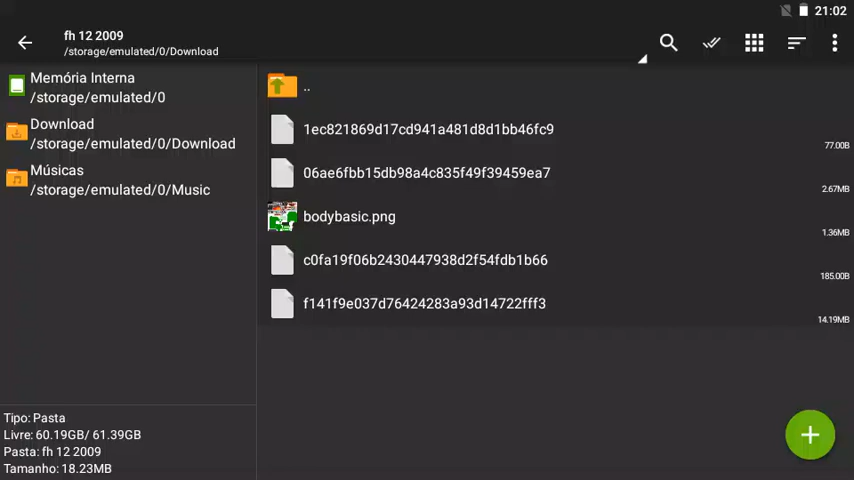 21:02
fh 12 2009
/storage/emulated/0/Download
Memória Interna
/storage/emulated/0
Download
/storage/emulated/0/Download
Músicas
/storage/emulated/0/Music
..
1ec821869d17cd941a481d8d1bb46fc9
77.00B
06ae6fbb15db98a4c835f49f39459ea7
2.67MB
bodybasic.png
1.36MB
c0fa19f06b2430447938d2f54fdb1b66
185.00B
f141f9e037d76424283a93d14722fff3
14.19MB
Tipo: Pasta
Livre: 60.19GB/ 61.39GB
Pasta: fh 12 2009
Tamanho: 18.23MB